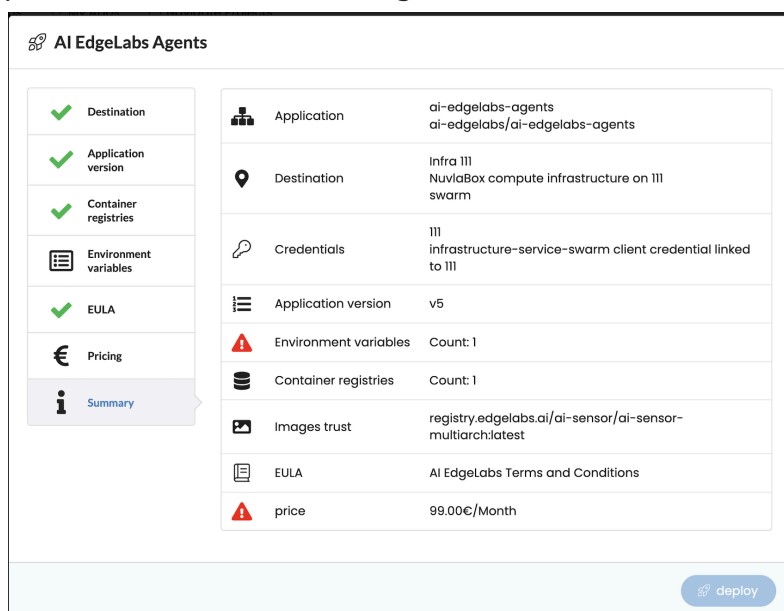 AI EdgeLabs Agents
Destination
Application
version
Container
registries
Environment
variables
EULA
Pricing
Summary
Application
ai-edgelabs-agents
ai-edgelabs/ai-edgelabs-agents
Destination
Infra 111
NuvlaBox compute infrastructure on 111
swarm
Credentials
111
infrastructure-service-swarm client credential linked
to 111
Application version
v5
Environment variables
Count: 1
Container registries
Count: 1
Images trust
registry.edgelabs.ai/ai-sensor/ai-sensor-
multiarch:latest
EULA
AI EdgeLabs Terms and Conditions
price
99.00€/Month
deploy